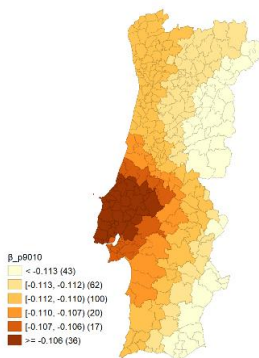 β_p9010
< -0.113 (43)
[-0.113, -0.112) (62)
[-0.112, -0.110) (100)
[-0.110, -0.107) (20)
[-0.107, -0.106) (17)
>= -0.106 (36)